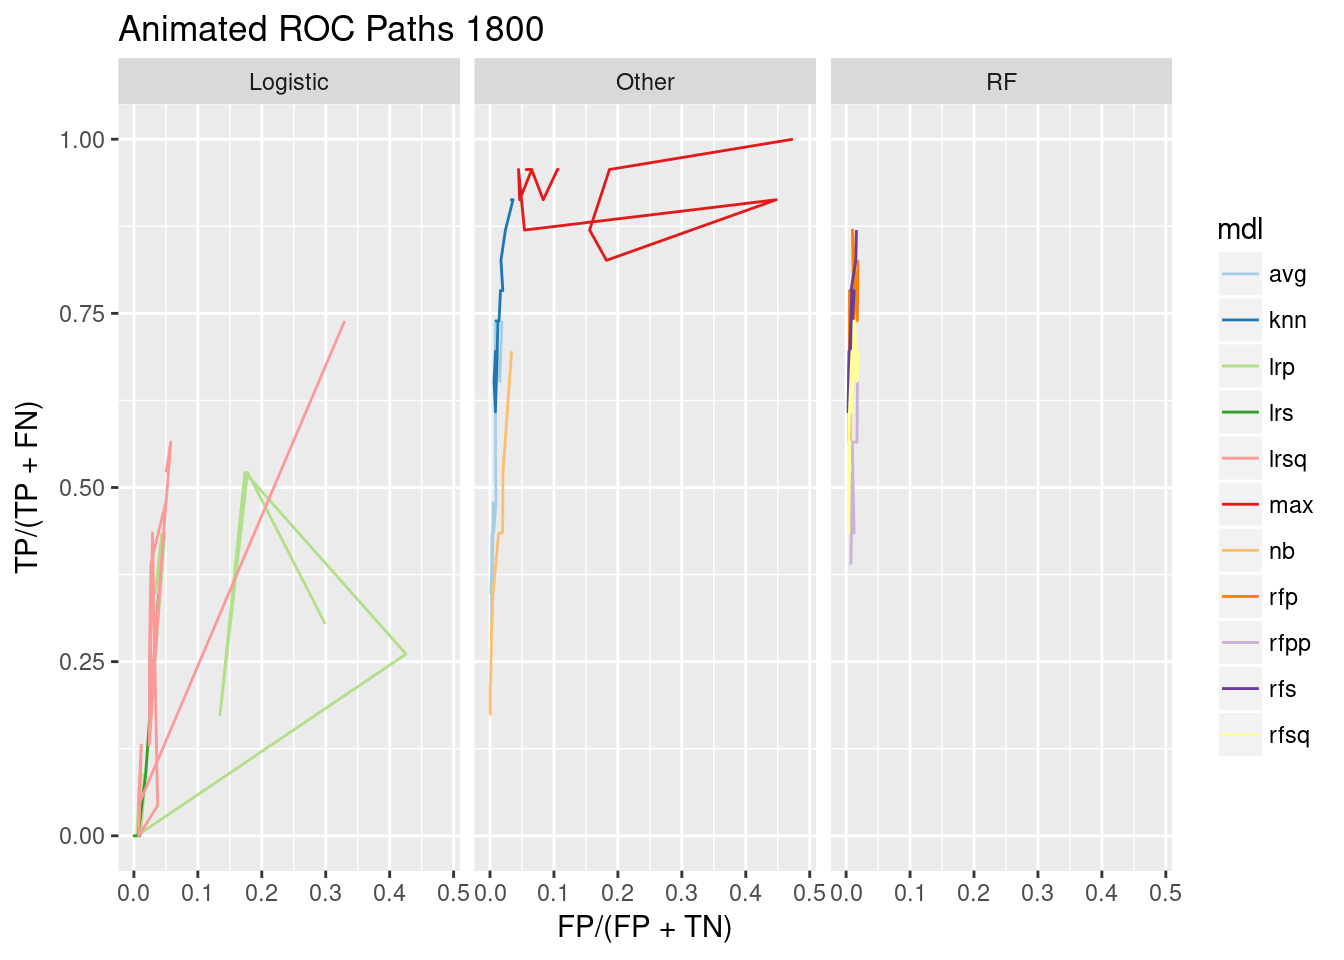 Animated ROC Paths 1800
Logistic Other RF
TP/(TP + FN)
1.00
0.75
0.50
0.25
0.00
0.0 0.1 0.2 0.3 0.4 0.5 0.0 0.1 0.2 0.3 0.4 0.5 0.0 0.1 0.2 0.3 0.4 0.5
FP/(FP + TN)
mdl
avg
knn
lrp
lrs
lrsq
max
nb
rfp
rfpp
rfs
rfsq